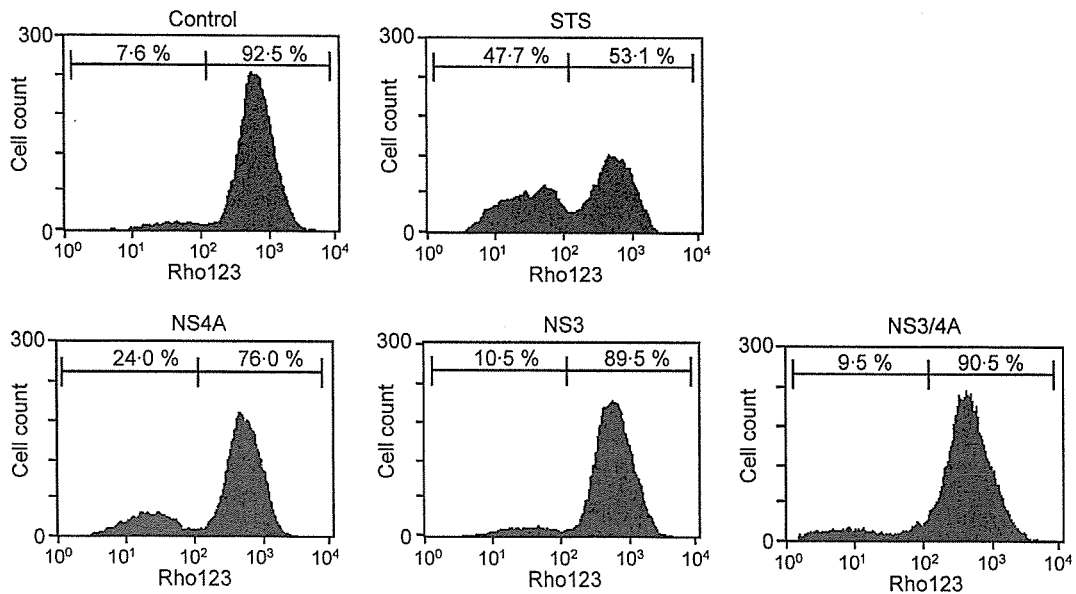 Control
300
7·6 %
92·5 %
Cell count
0
10⁰ 10¹ 10² 10³ 10⁴
Rho123
STS
300
47·7 %
53·1 %
Cell count
0
10⁰ 10¹ 10² 10³ 10⁴
Rho123
NS4A
300
24·0 %
76·0 %
Cell count
0
10⁰ 10¹ 10² 10³ 10⁴
Rho123
NS3
300
10·5 %
89·5 %
Cell count
0
10⁰ 10¹ 10² 10³ 10⁴
Rho123
NS3/4A
300
9·5 %
90·5 %
Cell count
0
10⁰ 10¹ 10² 10³ 10⁴
Rho123